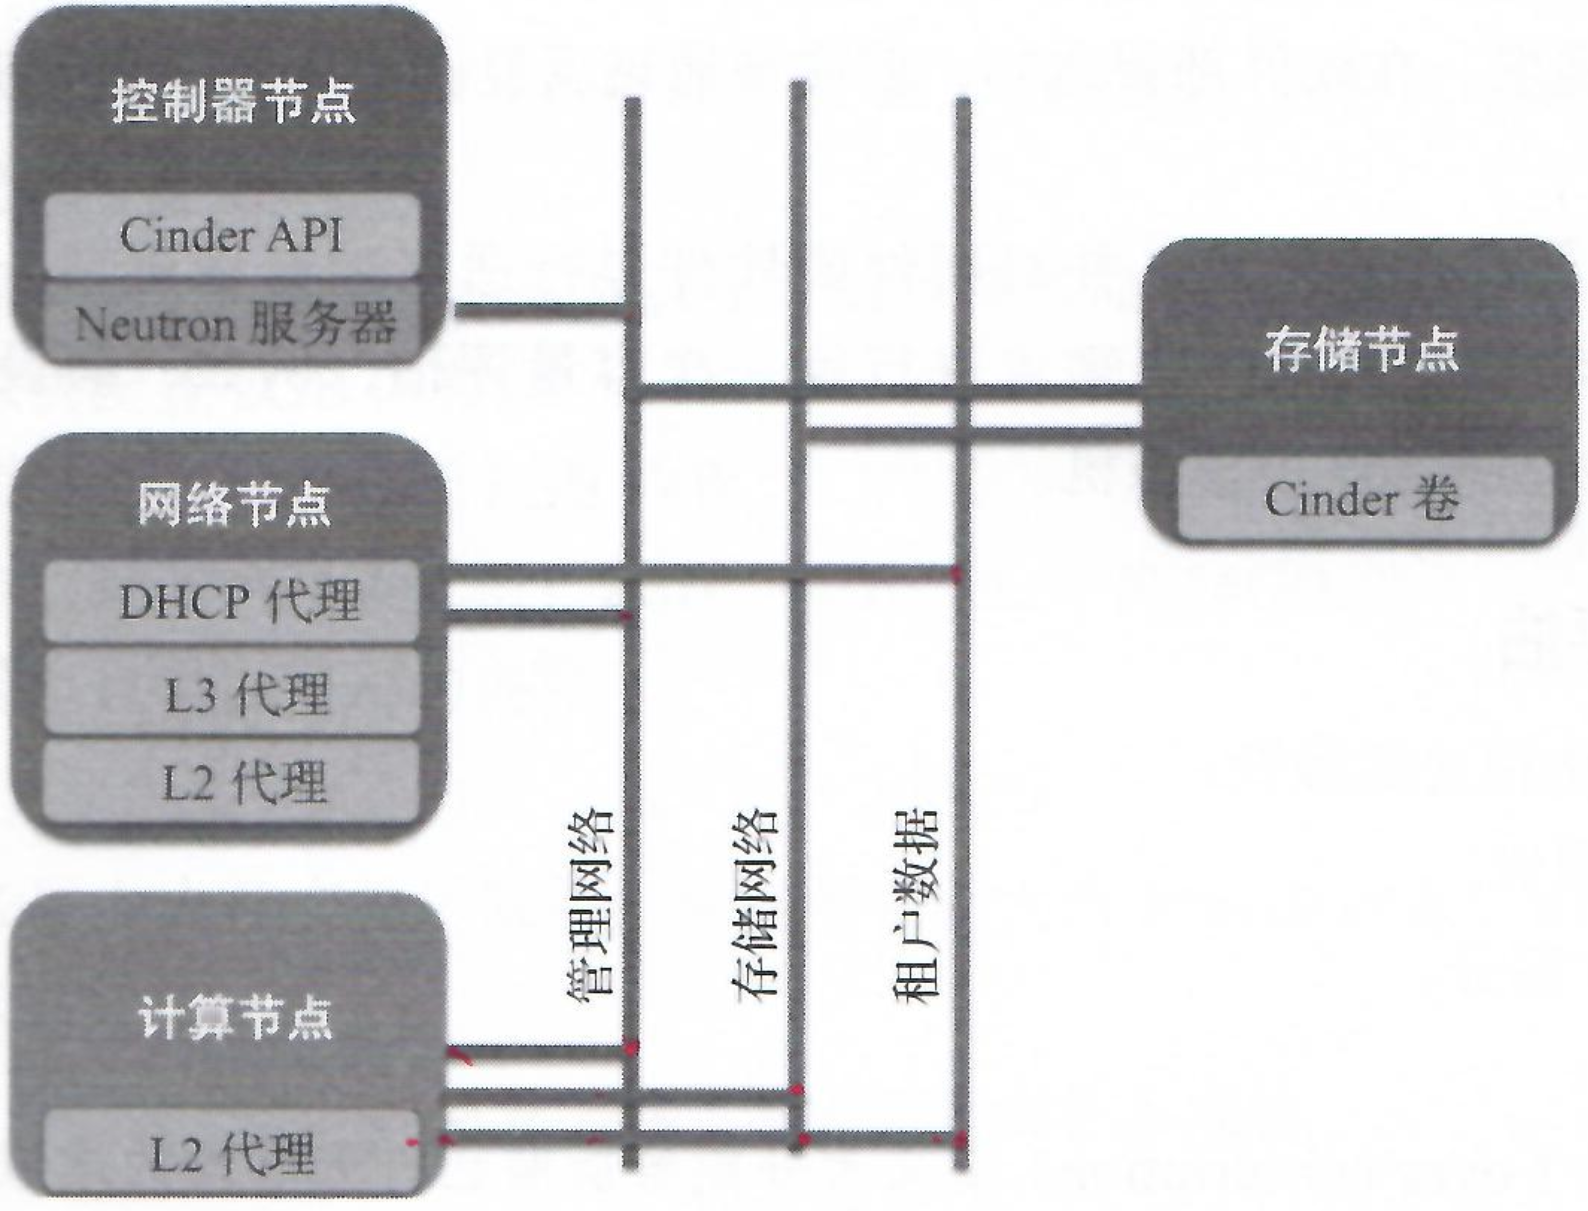 控制器节点
Cinder API
Neutron 服务器
网络节点
DHCP 代理
L3 代理
L2 代理
计算节点
L2 代理
管理网络
存储网络
租户数据
存储节点
Cinder 卷